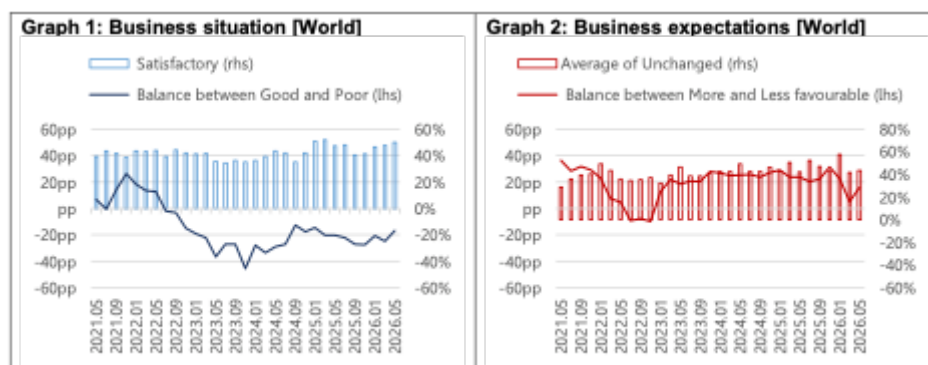 Graph 1: Business situation [World]
Satisfactory (rhs)
Balance between Good and Poor (lhs)
60pp
40pp
20pp
pp
-20pp
-40pp
-60pp
60%
40%
20%
0%
-20%
-40%
-60%
2021.05
2021.09
2022.01
2022.05
2022.09
2023.01
2023.05
2023.09
2024.01
2024.05
2024.09
2025.01
2025.05
2025.09
2026.01
2026.05
Graph 2: Business expectations [World]
Average of Unchanged (rhs)
Balance between More and Less favourable (lhs)
60pp
40pp
20pp
pp
-20pp
-40pp
-60pp
80%
60%
40%
20%
0%
-20%
-40%
-60%
2021.05
2021.09
2022.01
2022.05
2022.09
2023.01
2023.05
2023.09
2024.01
2024.05
2024.09
2025.01
2025.05
2025.09
2026.01
2026.05